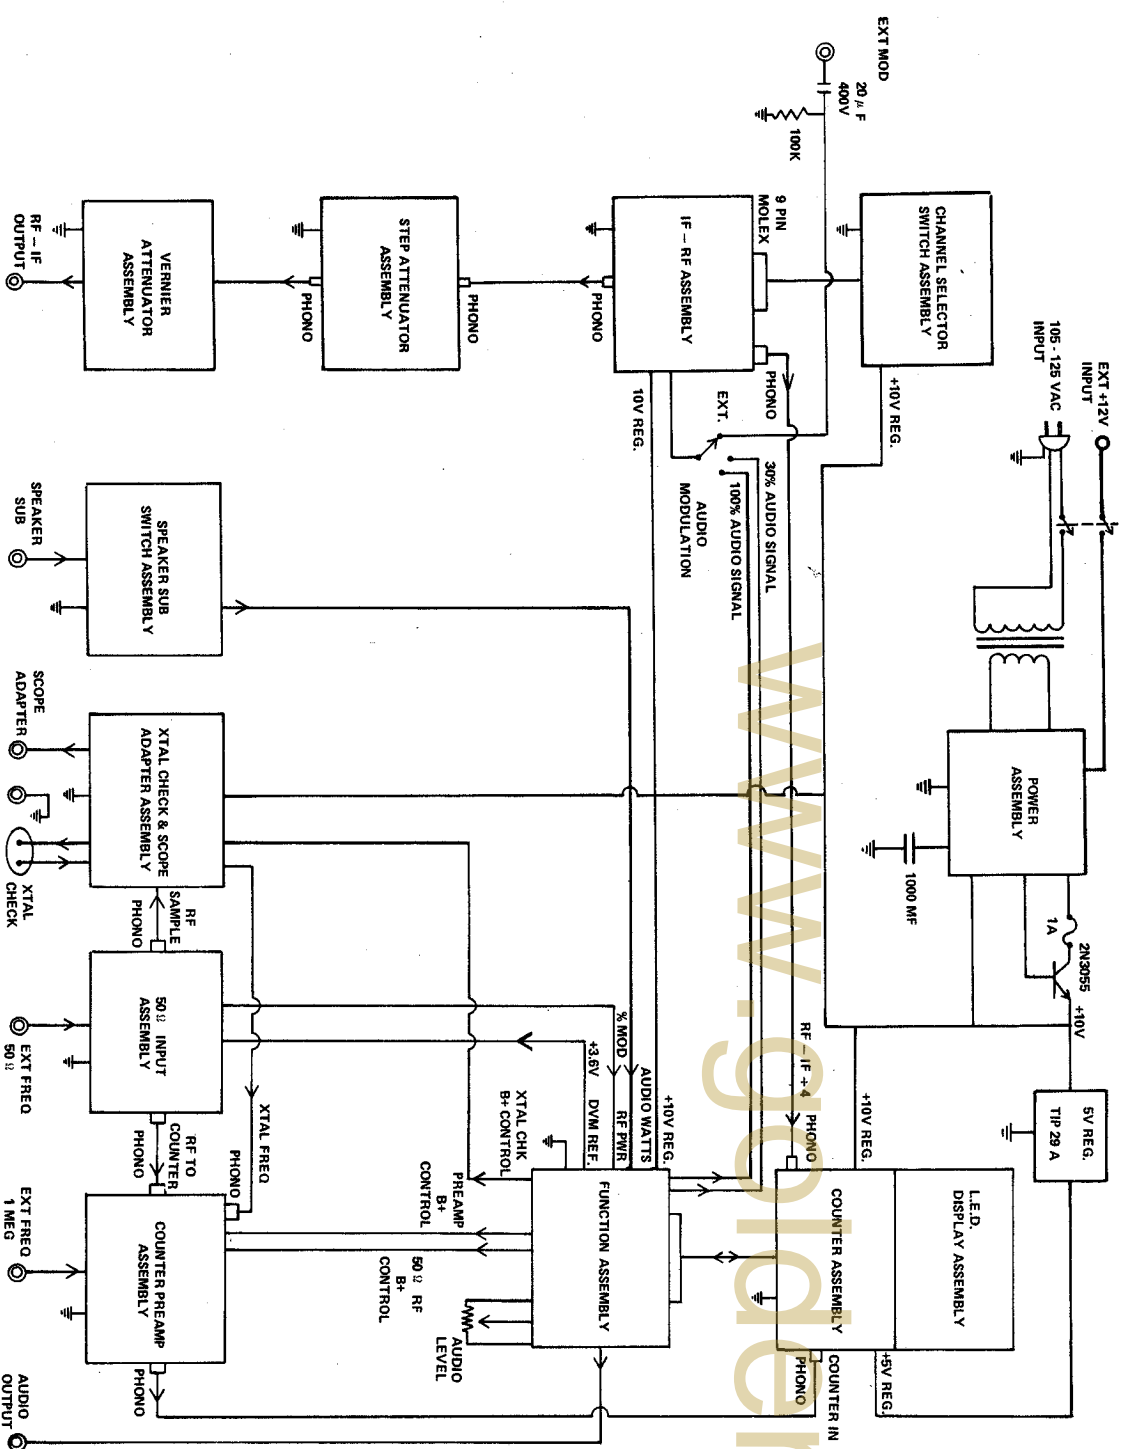 EXT +12V
INPUT
105 - 125 VAC
INPUT
POWER
ASSEMBLY
1000 MF
1A
2N3055
+10V
5V REG.
TIP 29 A
CHANNEL SELECTOR
SWITCH ASSEMBLY
+10V REG.
+10V REG.
L.E.D.
DISPLAY ASSEMBLY
COUNTER ASSEMBLY
+5V REG.
COUNTER IN
PHONO
EXT MOD
20 μ F
400V
100K
9 PIN
MOLEX
IF – RF ASSEMBLY
PHONO
PHONO
10V REG.
EXT.
30% AUDIO SIGNAL
100% AUDIO SIGNAL
AUDIO
MODULATION
RF – IF ÷ 4
PHONO
+10V REG.
AUDIO WATTS
RF PWR
% MOD
DVM REF.
+3.6V
XTAL CHK
B+ CONTROL
FUNCTION ASSEMBLY
PREAMP
B+
CONTROL
50 Ω RF
B+
CONTROL
AUDIO
LEVEL
STEP ATTENUATOR
ASSEMBLY
PHONO
PHONO
VERNIER
ATTENUATOR
ASSEMBLY
RF – IF
OUTPUT
SPEAKER SUB
SWITCH ASSEMBLY
SPEAKER
SUB
XTAL CHECK & SCOPE
ADAPTER ASSEMBLY
SCOPE
ADAPTER
XTAL
CHECK
RF
SAMPLE
PHONO
50 Ω INPUT
ASSEMBLY
EXT FREQ
50 Ω
XTAL FREQ
PHONO
RF TO
COUNTER
PHONO
COUNTER PREAMP
ASSEMBLY
EXT FREQ
1 MEG
PHONO
AUDIO
OUTPUT
www.golden